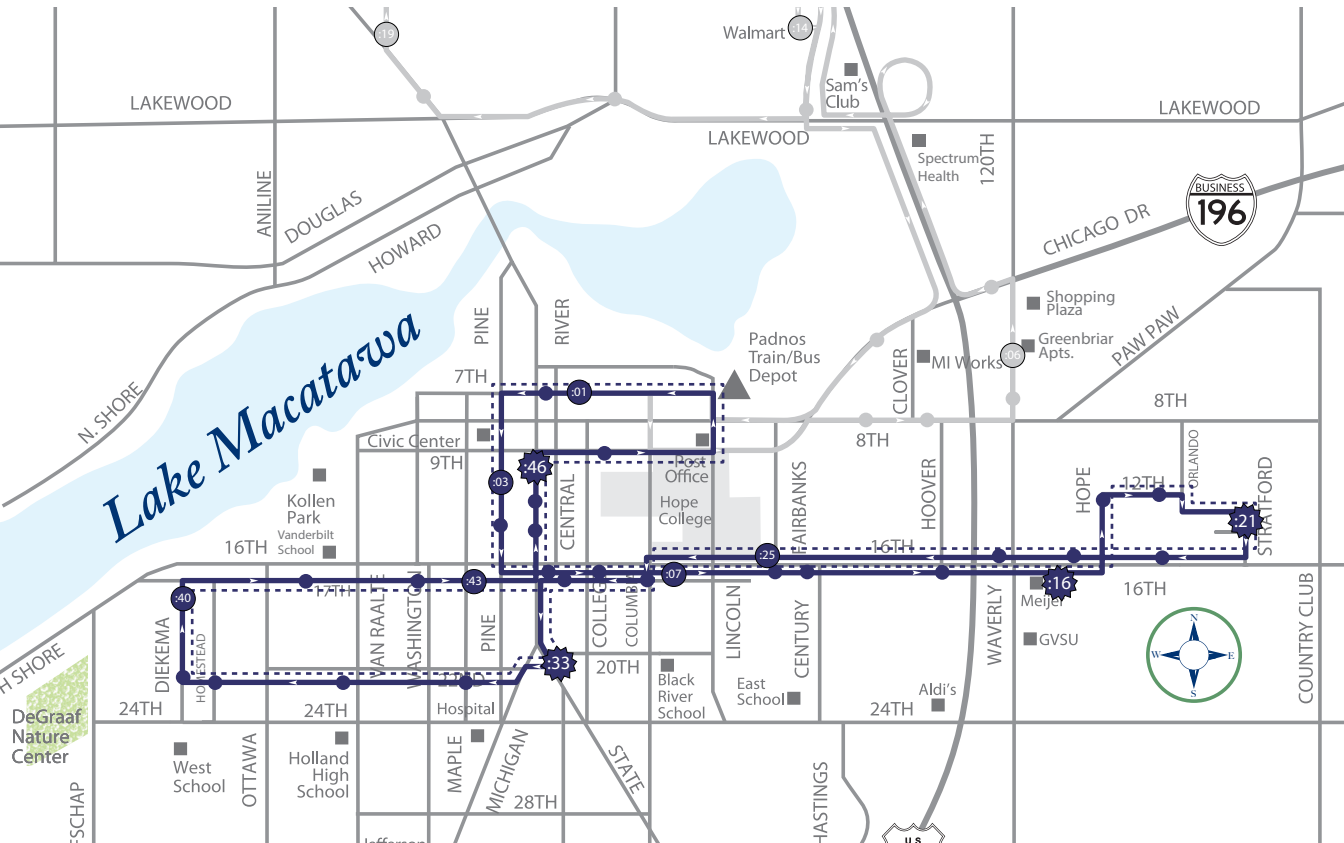 :19
Walmart
:14
Sam's
Club
LAKEWOOD
LAKEWOOD
LAKEWOOD
Spectrum
Health
120TH
ANILINE
DOUGLAS
HOWARD
BUSINESS
196
CHICAGO DR
Lake Macatawa
PINE
RIVER
Shopping
Plaza
Greenbriar
Apts.
:06
MI Works
PAW PAW
Padnos
Train/Bus
Depot
CLOVER
N. SHORE
7TH
:01
8TH
8TH
Civic Center
9TH
:46
Post
Office
Hope
College
:03
CENTRAL
FAIRBANKS
HOOVER
HOPE
12TH
ORLANDO
STRATFORD
:21
Kollen
Park
Vanderbilt
School
16TH
16TH
:25
:07
:43
17TH
:40
:16
16TH
Meijer
GVSU
DIEKEMA
HOMESTEAD
VAN RAALTE
WASHINGTON
PINE
COLLEGE
COLUMBIA
LINCOLN
CENTURY
WAVERLY
COUNTRY CLUB
N
W
E
S
:33
20TH
22ND
H SHORE
DeGraaf
Nature
Center
24TH
24TH
24TH
Hospital
Black
River
School
East
School
Aldi's
West
School
OTTAWA
Holland
High
School
MAPLE
MICHIGAN
STATE
28TH
HASTINGS
FSCHAP
Jefferson
U S